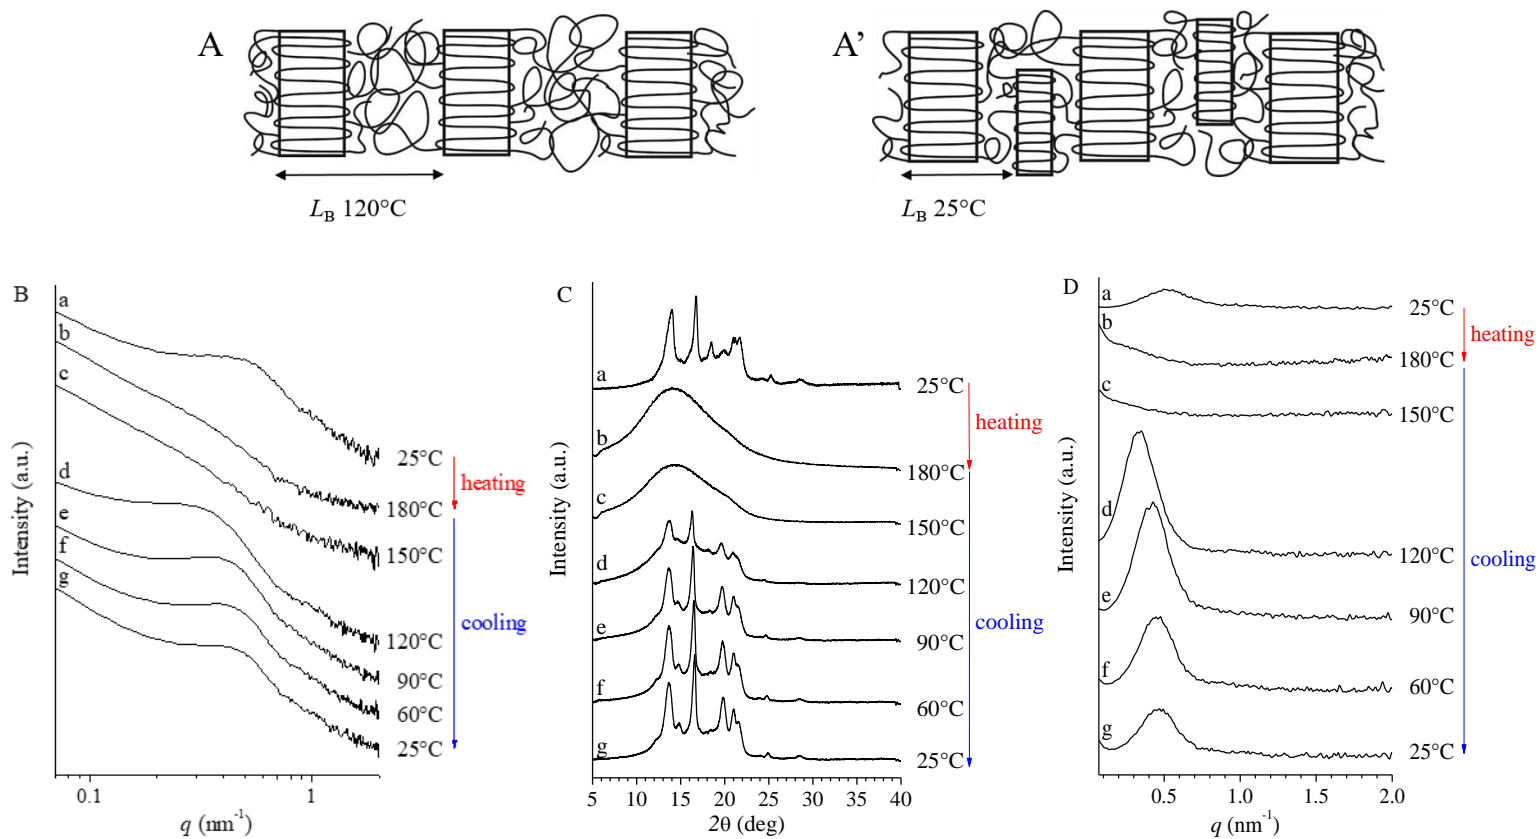 A
A’
L_B 120°C
L_B 25°C
B
a
b
c
d
e
f
g
25°C
180°C
150°C
120°C
90°C
60°C
25°C
heating
cooling
Intensity (a.u.)
0.1 1
q (nm⁻¹)
C
a
b
c
d
e
f
g
25°C
180°C
150°C
120°C
90°C
60°C
25°C
heating
cooling
Intensity (a.u.)
5 10 15 20 25 30 35 40
2θ (deg)
D
a
b
c
d
e
f
g
25°C
180°C
150°C
120°C
90°C
60°C
25°C
heating
cooling
Intensity (a.u.)
0.5 1.0 1.5 2.0
q (nm⁻¹)